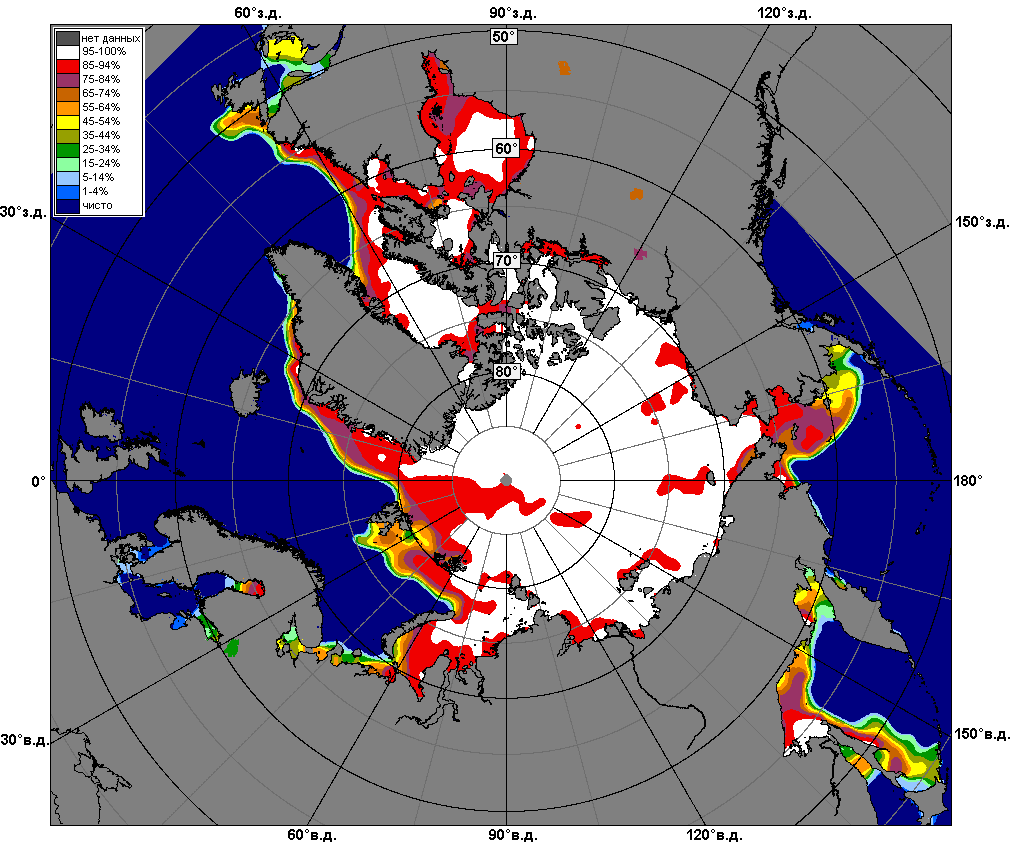 60°з.д.
90°з.д.
120°з.д.
50°
нет данных
95-100%
85-94%
75-84%
65-74%
55-64%
45-54%
35-44%
25-34%
15-24%
5-14%
1-4%
чисто
60°
30°з.д.
150°з.д.
70°
80°
0°
180°
30°в.д.
150°в.д.
60°в.д.
90°в.д.
120°в.д.